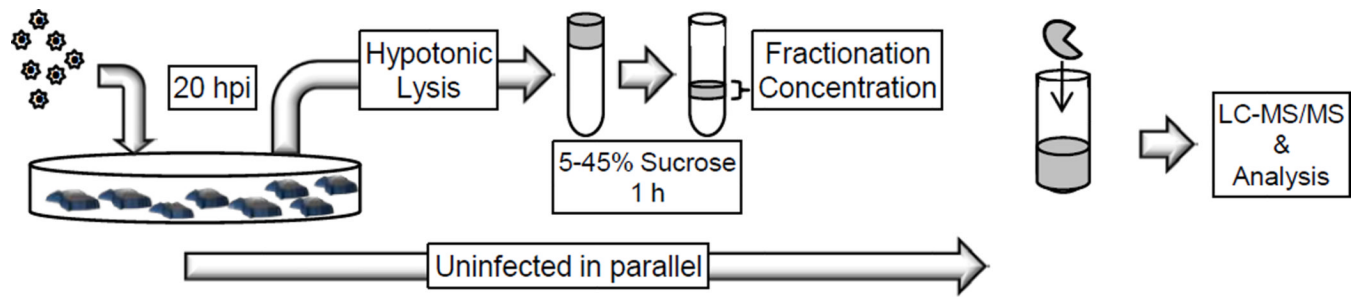 20 hpi
Hypotonic
Lysis
5-45% Sucrose
1 h
Fractionation
Concentration
LC-MS/MS
&
Analysis
Uninfected in parallel